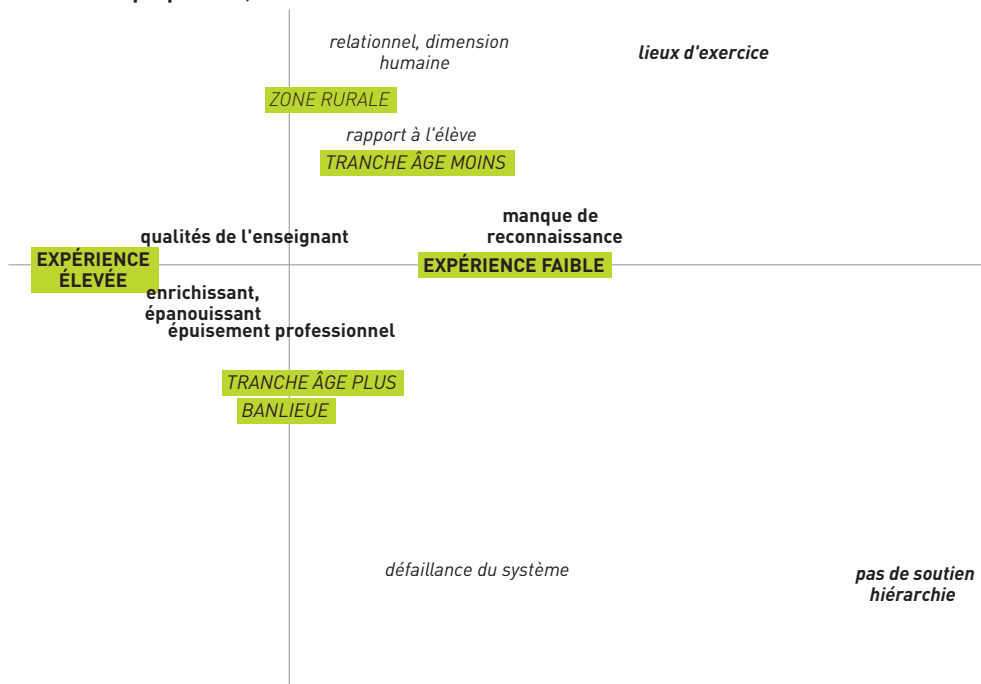 relationnel, dimension
humaine
lieux d'exercice
ZONE RURALE
rapport à l'élève
TRANCHE ÂGE MOINS
manque de
reconnaissance
qualités de l'enseignant
EXPÉRIENCE
ÉLEVÉE
EXPÉRIENCE FAIBLE
enrichissant,
épanouissant
épuisement professionnel
TRANCHE ÂGE PLUS
BANLIEUE
défaillance du système
pas de soutien
hiérarchie